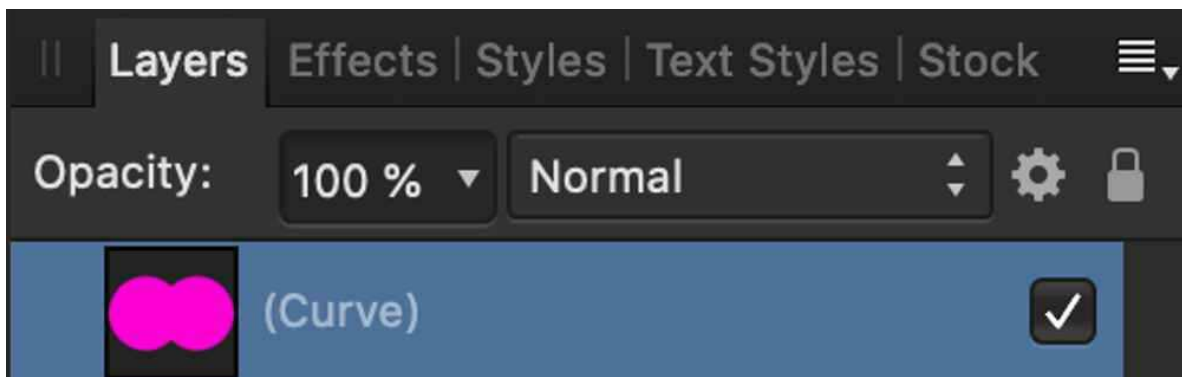 Layers Effects | Styles | Text Styles | Stock
Opacity: 100 % Normal
(Curve)